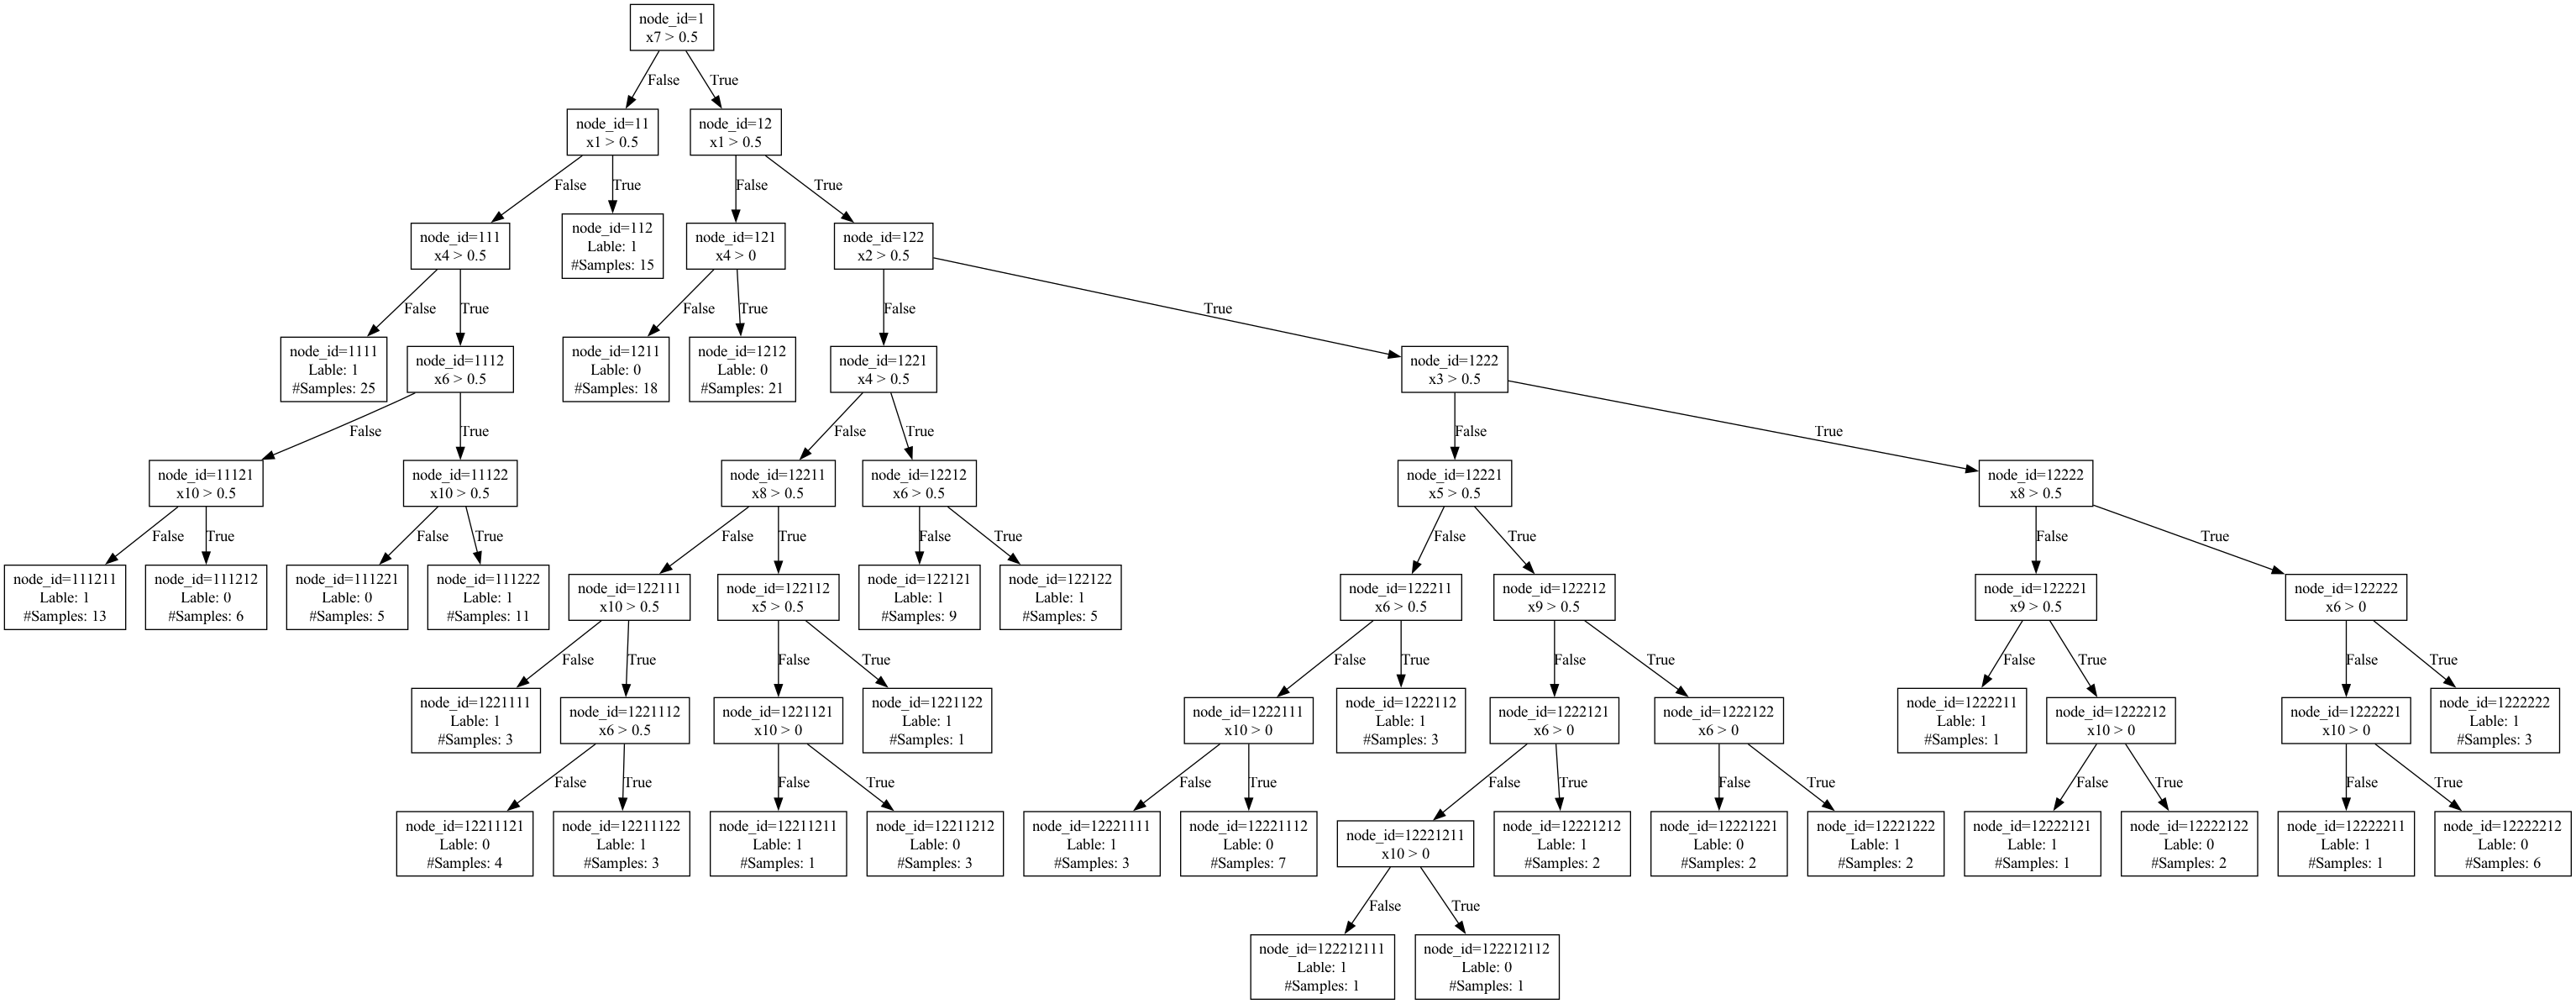 node_id=1
x7 > 0.5
False
True
node_id=11
x1 > 0.5
node_id=12
x1 > 0.5
False
True
False
True
node_id=111
x4 > 0.5
node_id=112
Lable: 1
#Samples: 15
node_id=121
x4 > 0
node_id=122
x2 > 0.5
False
True
False
True
False
True
node_id=1111
Lable: 1
#Samples: 25
node_id=1112
x6 > 0.5
node_id=1211
Lable: 0
#Samples: 18
node_id=1212
Lable: 0
#Samples: 21
node_id=1221
x4 > 0.5
node_id=1222
x3 > 0.5
False
True
False
True
False
True
node_id=11121
x10 > 0.5
node_id=11122
x10 > 0.5
node_id=12211
x8 > 0.5
node_id=12212
x6 > 0.5
node_id=12221
x5 > 0.5
node_id=12222
x8 > 0.5
False
True
False
True
False
True
False
True
False
True
False
True
node_id=111211
Lable: 1
#Samples: 13
node_id=111212
Lable: 0
#Samples: 6
node_id=111221
Lable: 0
#Samples: 5
node_id=111222
Lable: 1
#Samples: 11
node_id=122111
x10 > 0.5
node_id=122112
x5 > 0.5
node_id=122121
Lable: 1
#Samples: 9
node_id=122122
Lable: 1
#Samples: 5
node_id=122211
x6 > 0.5
node_id=122212
x9 > 0.5
node_id=122221
x9 > 0.5
node_id=122222
x6 > 0
False
True
False
True
False
True
False
True
False
True
False
True
node_id=1221111
Lable: 1
#Samples: 3
node_id=1221112
x6 > 0.5
node_id=1221121
x10 > 0
node_id=1221122
Lable: 1
#Samples: 1
node_id=1222111
x10 > 0
node_id=1222112
Lable: 1
#Samples: 3
node_id=1222121
x6 > 0
node_id=1222122
x6 > 0
node_id=1222211
Lable: 1
#Samples: 1
node_id=1222212
x10 > 0
node_id=1222221
x10 > 0
node_id=1222222
Lable: 1
#Samples: 3
False
True
False
True
False
True
False
True
False
True
False
True
False
True
node_id=12211121
Lable: 0
#Samples: 4
node_id=12211122
Lable: 1
#Samples: 3
node_id=12211211
Lable: 1
#Samples: 1
node_id=12211212
Lable: 0
#Samples: 3
node_id=12221111
Lable: 1
#Samples: 3
node_id=12221112
Lable: 0
#Samples: 7
node_id=12221211
x10 > 0
node_id=12221212
Lable: 1
#Samples: 2
node_id=12221221
Lable: 0
#Samples: 2
node_id=12221222
Lable: 1
#Samples: 2
node_id=12222121
Lable: 1
#Samples: 1
node_id=12222122
Lable: 0
#Samples: 2
node_id=12222211
Lable: 1
#Samples: 1
node_id=12222212
Lable: 0
#Samples: 6
False
True
node_id=122212111
Lable: 1
#Samples: 1
node_id=122212112
Lable: 0
#Samples: 1